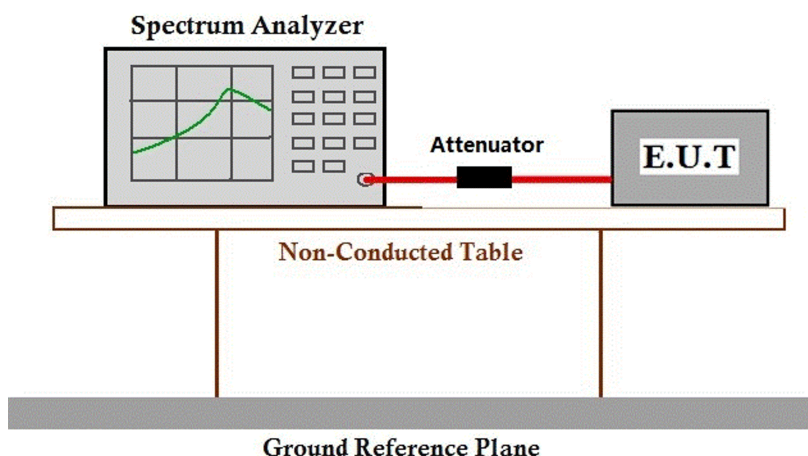 Spectrum Analyzer
Attenuator
E.U.T
Non-Conducted Table
Ground Reference Plane